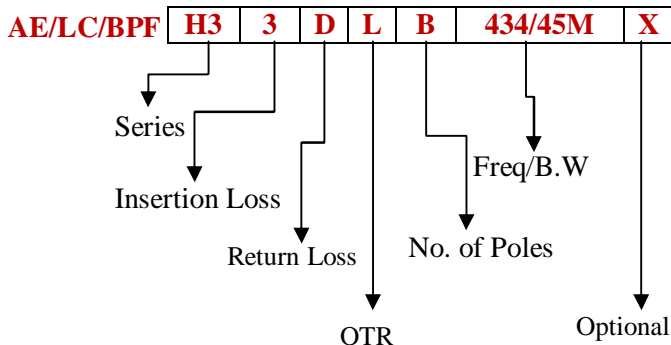 AE/LC/BPF H3 3 D L B 434/45M X
Series
Freq/B.W
Insertion Loss
Return Loss
No. of Poles
OTR
Optional